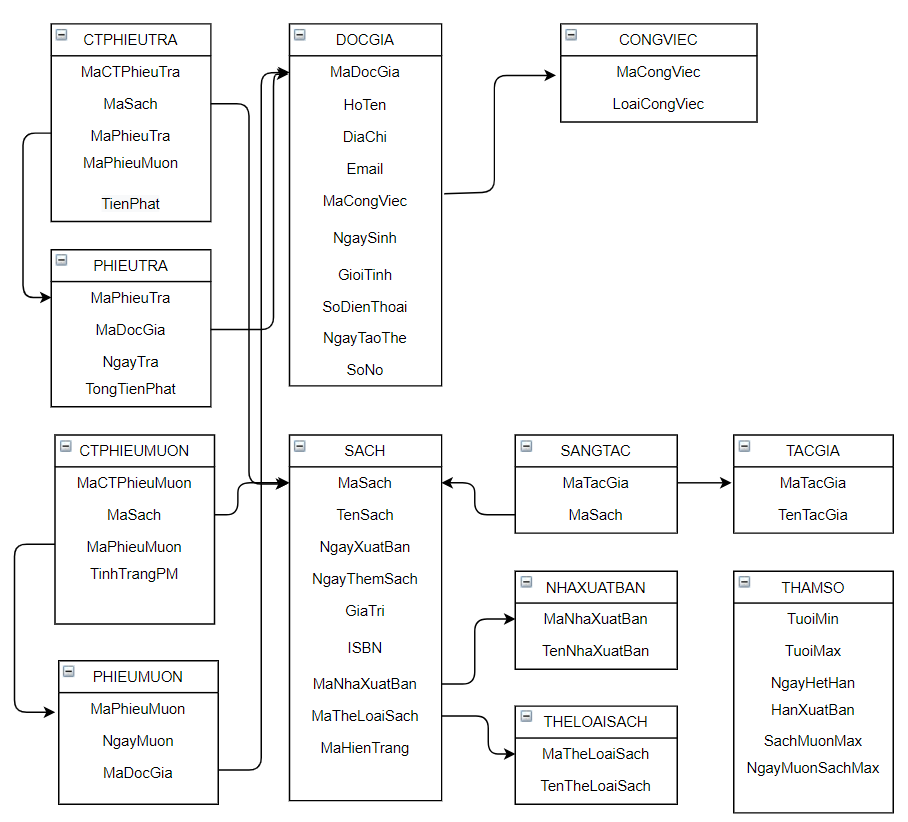 CTPHIEUTRA
MaCTPhieuTra
MaSach
MaPhieuTra
MaPhieuMuon
TienPhat
PHIEUTRA
MaPhieuTra
MaDocGia
NgayTra
TongTienPhat
CTPHIEUMUON
MaCTPhieuMuon
MaSach
MaPhieuMuon
TinhTrangPM
PHIEUMUON
MaPhieuMuon
NgayMuon
MaDocGia
DOCGIA
MaDocGia
HoTen
DiaChi
Email
MaCongViec
NgaySinh
GioiTinh
SoDienThoai
NgayTaoThe
SoNo
SACH
MaSach
TenSach
NgayXuatBan
NgayThemSach
GiaTri
ISBN
MaNhaXuatBan
MaTheLoaiSach
MaHienTrang
CONGVIEC
MaCongViec
LoaiCongViec
SANGTAC
MaTacGia
MaSach
NHAXUATBAN
MaNhaXuatBan
TenNhaXuatBan
THELOAISACH
MaTheLoaiSach
TenTheLoaiSach
TACGIA
MaTacGia
TenTacGia
THAMSO
TuoiMin
TuoiMax
NgayHetHan
HanXuatBan
SachMuonMax
NgayMuonSachMax